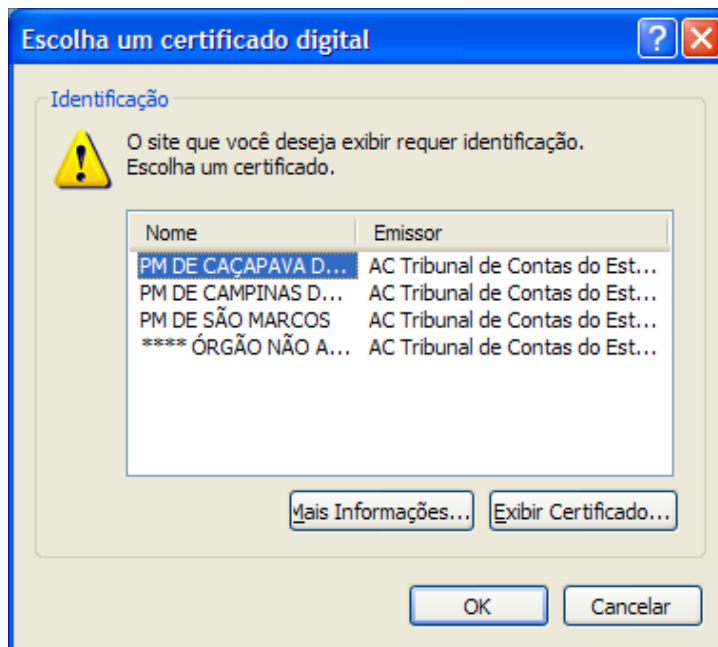 Escolha um certificado digital
Identificação
O site que você deseja exibir requer identificação.
Escolha um certificado.
Nome Emissor
PM DE CAÇAPAVA D... AC Tribunal de Contas do Est...
PM DE CAMPINAS D... AC Tribunal de Contas do Est...
PM DE SÃO MARCOS AC Tribunal de Contas do Est...
**** ÓRGÃO NÃO A... AC Tribunal de Contas do Est...
Mais Informações... Exibir Certificado...
OK Cancelar